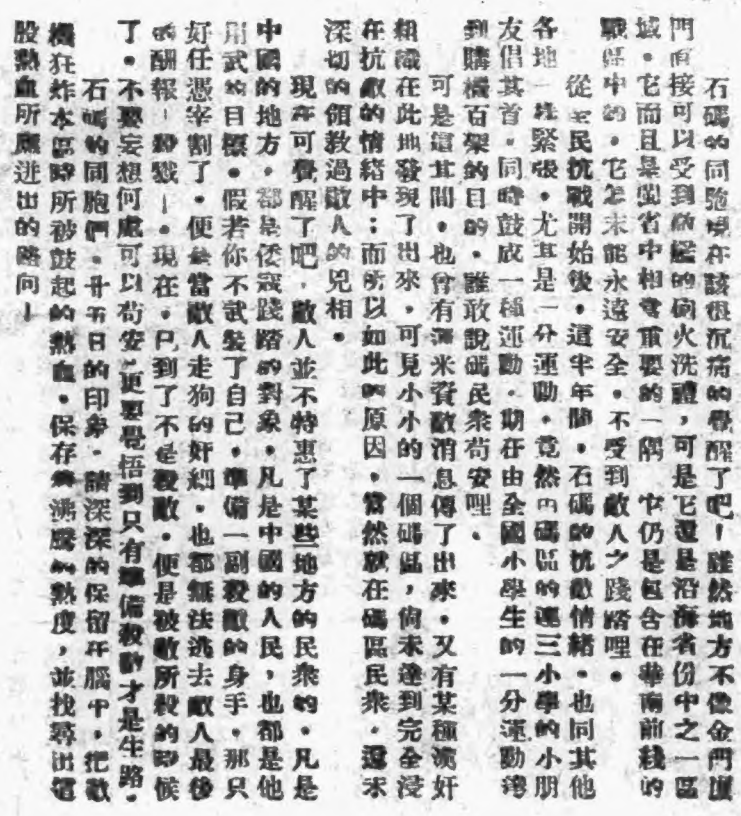 石碼的同胞現在該很沉痛的覺醒了吧!雖然地方不像金門廈
門直接可以受到敵艦的砲火洗禮,可是它還是沿海省份中之一區
域。它而且是閩省中相當重要的一隅 它仍是包含在華南前綫的
戰區中的。它怎末能永遠安全。不受到敵人之踐踏哩。
從全民抗戰開始後。這半年間。石碼的抗敵情緒。也同其他
各地一樣緊張。尤其是一分運動。竟然由碼區的運三小學的小朋
友倡其首。同時鼓成一種運動。期在由全國小學生的一分運動達
到購機百架的目的。誰敢說碼民衆苟安哩。
可是這其間。也曾有濟米資敵消息傳了出來。又有某種漢奸
組織在此地發現了出來。可見小小的一個碼區,尙未達到完全浸
在抗敵的情緒中;而所以如此的原因。當然就在碼區民衆。還未
深切的領教過敵人的兇相。
現在可覺醒了吧,敵人並不特惠了某些地方的民衆的。凡是
中國的地方。都是倭寇踐踏的對象。凡是中國的人民,也都是他
用武的目標。假若你不武裝了自己。準備一副殺敵的身手。那只
好任憑宰割了。便是當敵人走狗的奸細。也都無法逃去敵人最後
的酬報-殺戮-。現在。已到了不是殺敵。便是被敵所殺的時候
了。不要妄想何處可以苟安 更要覺悟到只有準備殺敵才是生路。
石碼的同胞們。卅五日的印象。請深深的保留在腦中。把敵
機狂炸本區時所被鼓起的熱血。保存 沸騰的熱度,並找尋出這
股熱血所應迸出的路向!